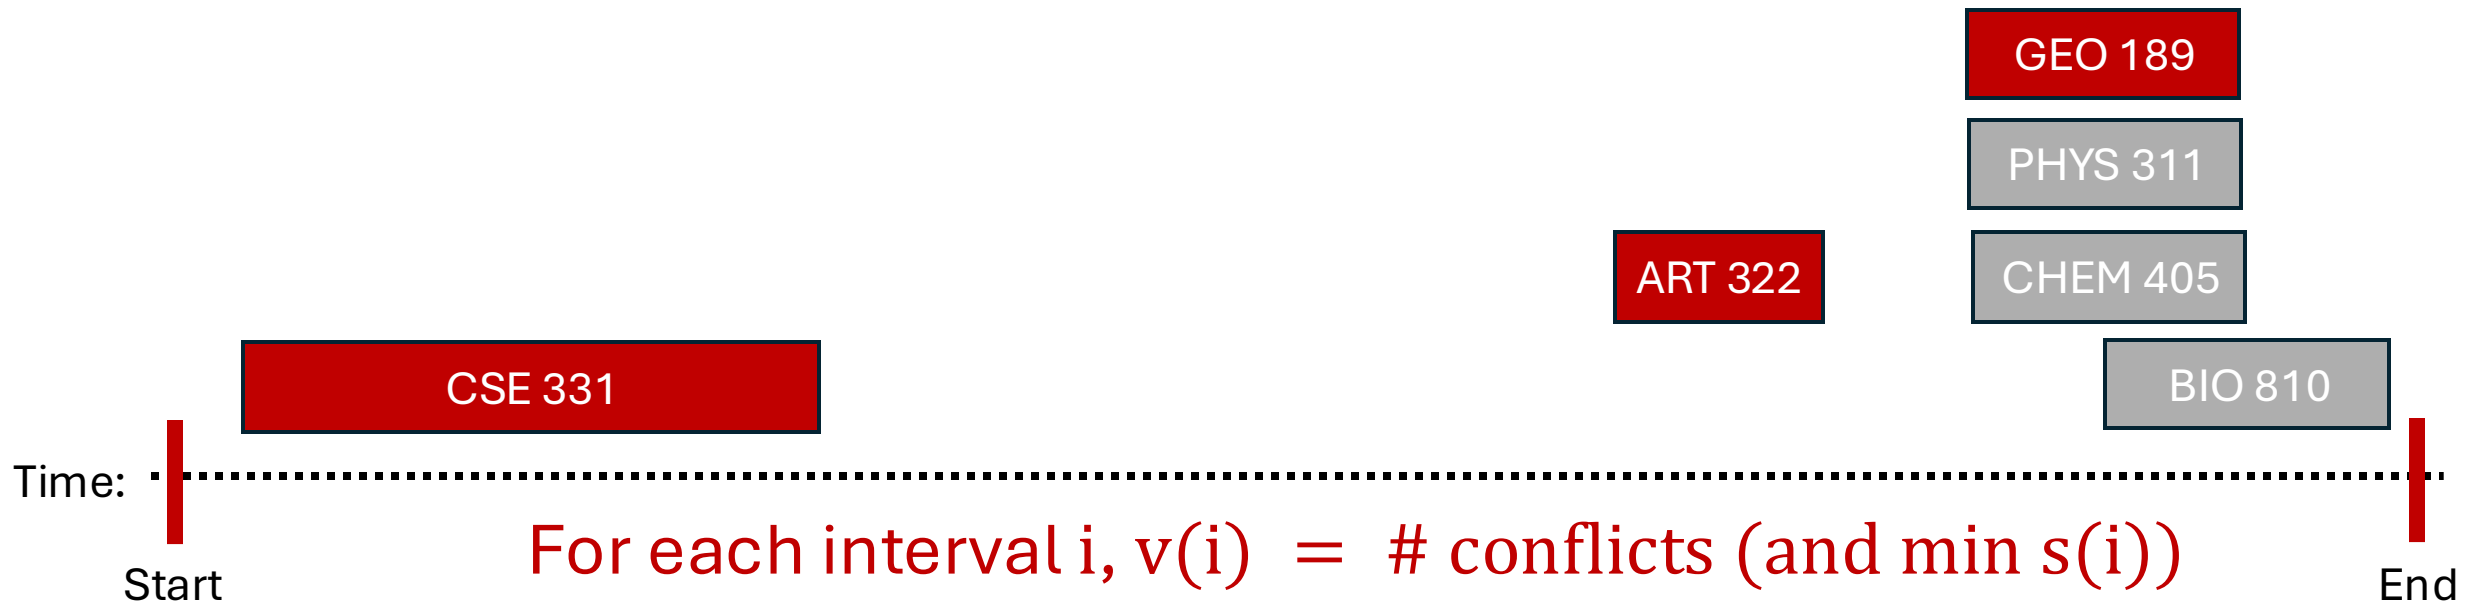 GEO 189
PHYS 311
ART 322
CHEM 405
CSE 331
BIO 810
Time:
For each interval i, v(i) = # conflicts (and min s(i))
Start
End